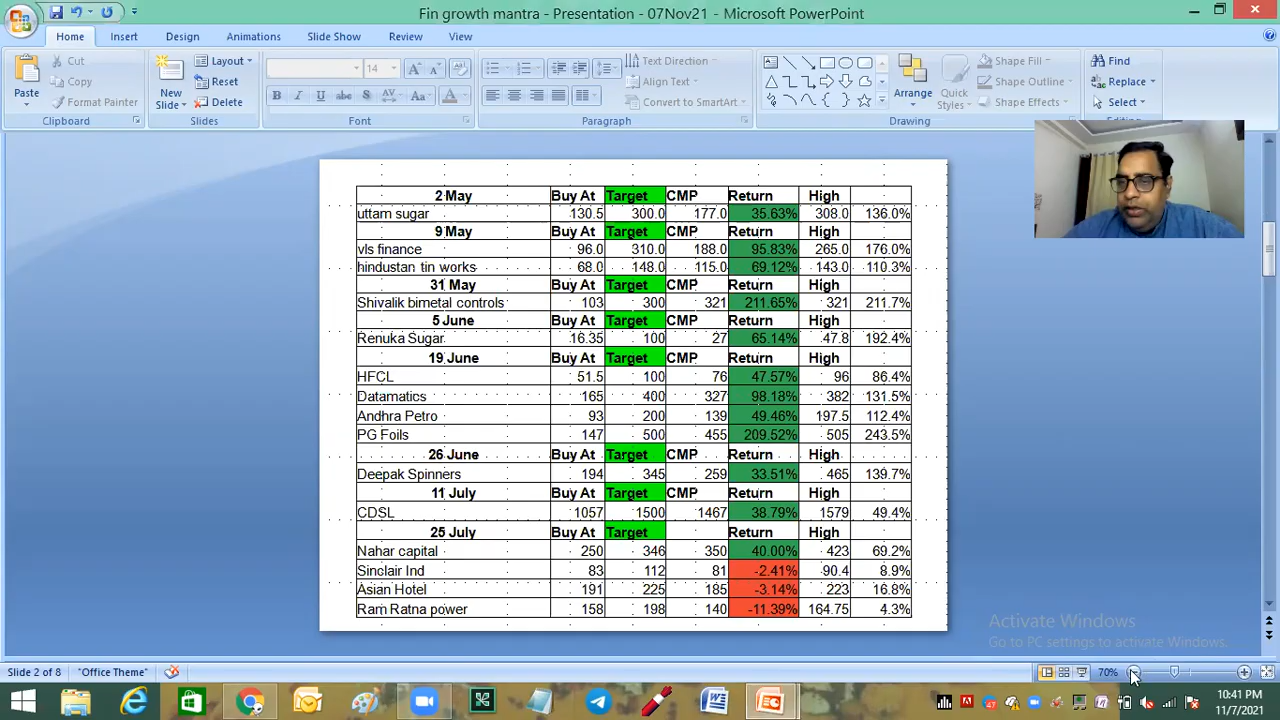 Fin growth mantra - Presentation - 07Nov21 - Microsoft PowerPoint
Home Insert Design Animations Slide Show Review View
Paste Cut Copy Format Painter New Slide Layout Reset Delete 14 B I U abc AV Aa A Text Direction Align Text Convert to SmartArt Arrange Quick Styles Shape Fill Shape Outline Shape Effects Find Replace Select
Clipboard Slides Font Paragraph Drawing Editing
2 May Buy At Target CMP Return High
uttam sugar 130.5 300.0 177.0 35.63% 308.0 136.0%
9 May Buy At Target CMP Return High
vls finance 96.0 310.0 188.0 95.83% 265.0 176.0%
hindustan tin works 68.0 148.0 115.0 69.12% 143.0 110.3%
31 May Buy At Target CMP Return High
Shivalik bimetal controls 103 300 321 211.65% 321 211.7%
5 June Buy At Target CMP Return High
Renuka Sugar 16.35 100 27 65.14% 47.8 192.4%
19 June Buy At Target CMP Return High
HFCL 51.5 100 76 47.57% 96 86.4%
Datamatics 165 400 327 98.18% 382 131.5%
Andhra Petro 93 200 139 49.46% 197.5 112.4%
PG Foils 147 500 455 209.52% 505 243.5%
26 June Buy At Target CMP Return High
Deepak Spinners 194 345 259 33.51% 465 139.7%
11 July Buy At Target CMP Return High
CDSL 1057 1500 1467 38.79% 1579 49.4%
25 July Buy At Target Return High
Nahar capital 250 346 350 40.00% 423 69.2%
Sinclair Ind 83 112 81 -2.41% 90.4 8.9%
Asian Hotel 191 225 185 -3.14% 223 16.8%
Ram Ratna power 158 198 140 -11.39% 164.75 4.3%
Activate Windows
Go to PC settings to activate Windows.
Slide 2 of 8 "Office Theme" 70%
10:41 PM
11/7/2021